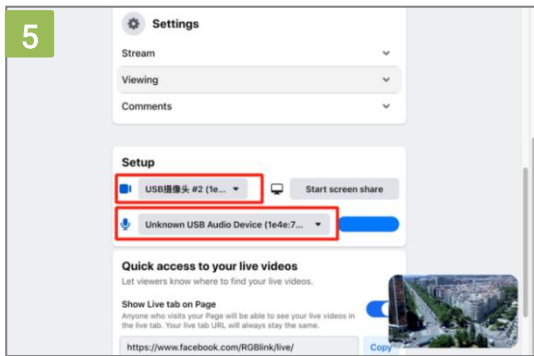 5
Settings
Stream
Viewing
Comments
Setup
USB摄像头 #2 (1e...
Start screen share
Unknown USB Audio Device (1e4e:7...
Quick access to your live videos
Let viewers know where to find your live videos.
Show Live tab on Page
Anyone who visits your Page will be able to see your live videos in
the live tab. Your live tab URL will always stay the same.
https://www.facebook.com/RGBlink/live/
Copy